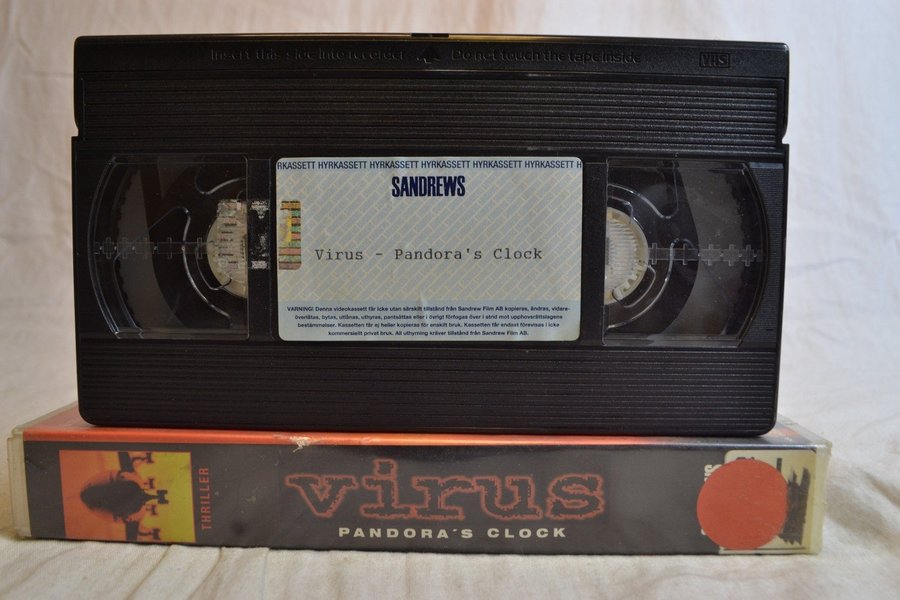 Insert this side into recorder Do not touch the tape inside VHS
RKASSETT HYRKASSETT HYRKASSETT HYRKASSETT HYRKASSETT HYRKASSETT H
SANDREWS
Virus - Pandora's Clock
VARNING! Denna videokassett får icke utan särskilt tillstånd från Sandrew Film AB kopieras, ändras, vidare-
överlåtas, bytas, utlånas, uthyras, pantsättas eller i övrigt förfogas över i strid mot upphovsrättslagens
bestämmelser. Kassetten får ej heller kopieras för enskilt bruk. Kassetten får endast förevisas i icke
kommersiellt privat bruk. All uthyrning kräver tillstånd från Sandrew Film AB.
THRILLER
virus
PANDORA'S CLOCK